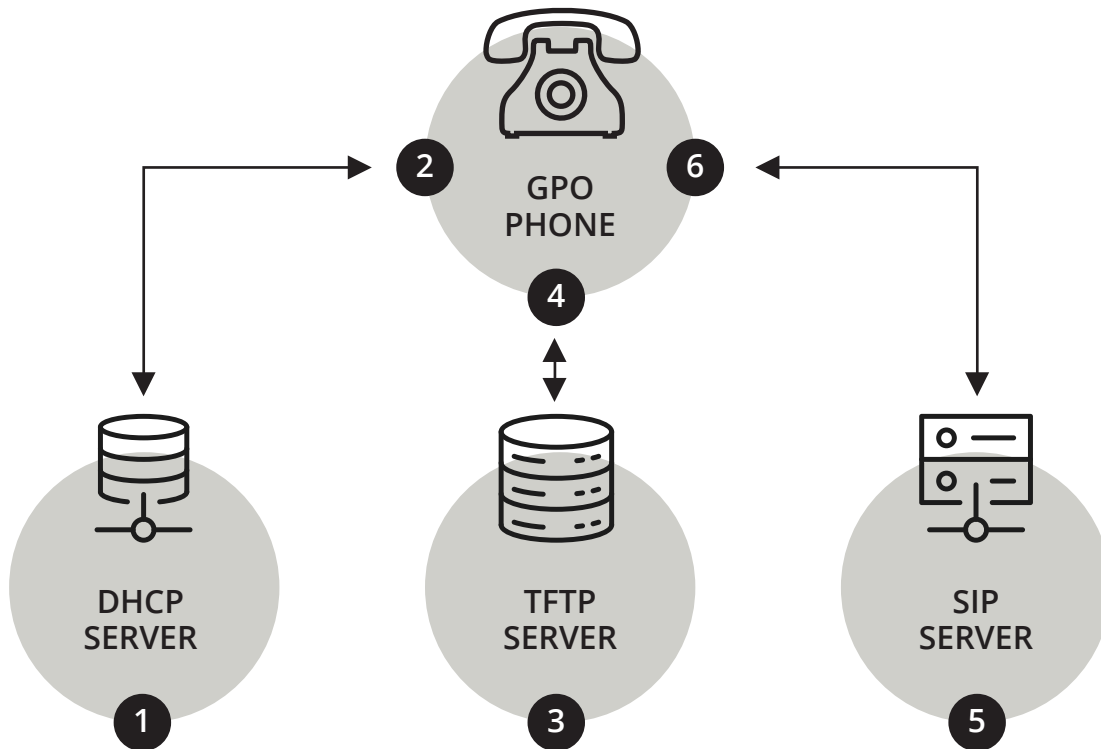 2
6
GPO
PHONE
4
DHCP
SERVER
TFTP
SERVER
SIP
SERVER
1
3
5